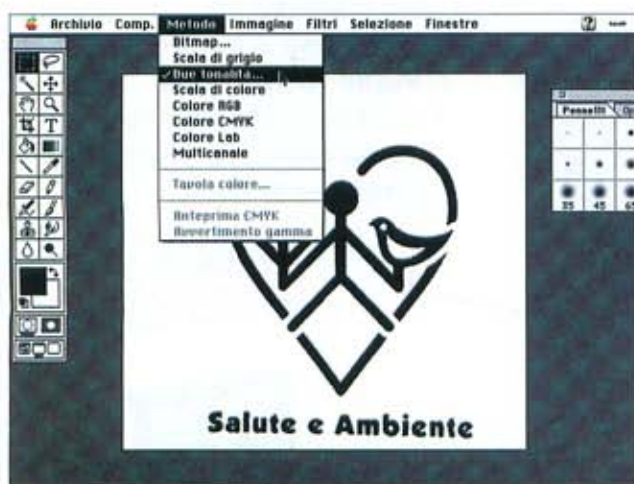 Archivio Comp. Metodo Immagine Filtri Selezione Finestre
Bitmap...
Scala di grigio
✓Due tonalità...
Scala di colore
Colore RGB
Colore CMYK
Colore Lab
Multicanale
Tavola colore...
Anteprima CMYK
Avvertimento gamma
Pennelli
35 45 65
T
Salute e Ambiente